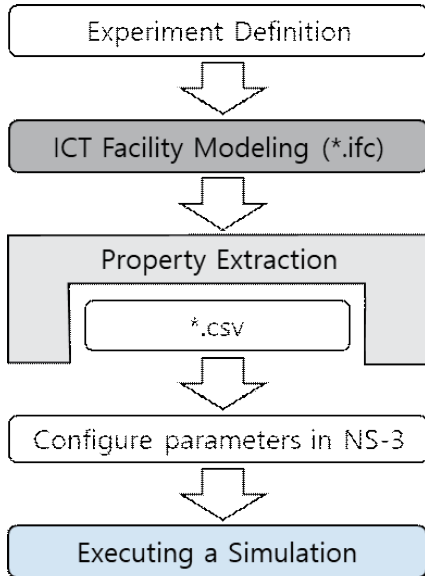 Experiment Definition
ICT Facility Modeling (*.ifc)
Property Extraction
*.csv
Configure parameters in NS-3
Executing a Simulation